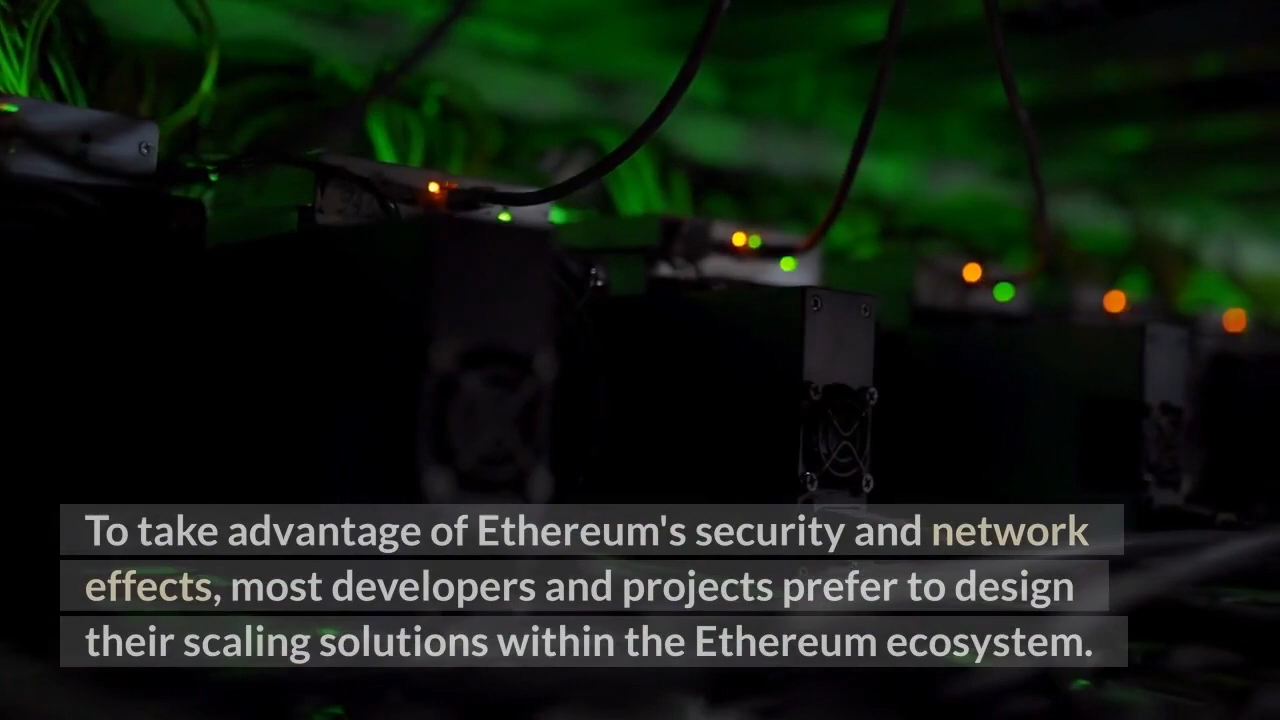 To take advantage of Ethereum's security and network
effects, most developers and projects prefer to design
their scaling solutions within the Ethereum ecosystem.